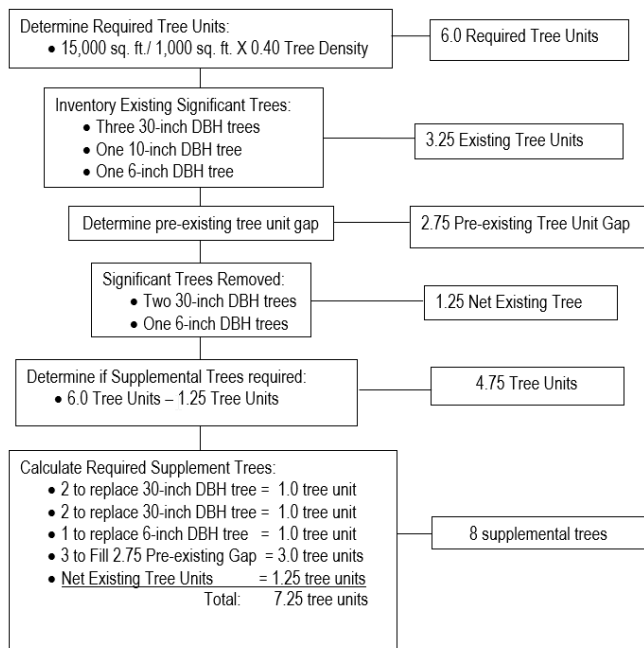 Determine Required Tree Units:
• 15,000 sq. ft./ 1,000 sq. ft. X 0.40 Tree Density
6.0 Required Tree Units
Inventory Existing Significant Trees:
• Three 30-inch DBH trees
• One 10-inch DBH tree
• One 6-inch DBH tree
3.25 Existing Tree Units
Determine pre-existing tree unit gap
2.75 Pre-existing Tree Unit Gap
Significant Trees Removed:
• Two 30-inch DBH trees
• One 6-inch DBH trees
1.25 Net Existing Tree
Determine if Supplemental Trees required:
• 6.0 Tree Units – 1.25 Tree Units
4.75 Tree Units
Calculate Required Supplement Trees:
• 2 to replace 30-inch DBH tree = 1.0 tree unit
• 2 to replace 30-inch DBH tree = 1.0 tree unit
• 1 to replace 6-inch DBH tree = 1.0 tree unit
• 3 to Fill 2.75 Pre-existing Gap = 3.0 tree units
• Net Existing Tree Units = 1.25 tree units
Total: 7.25 tree units
8 supplemental trees